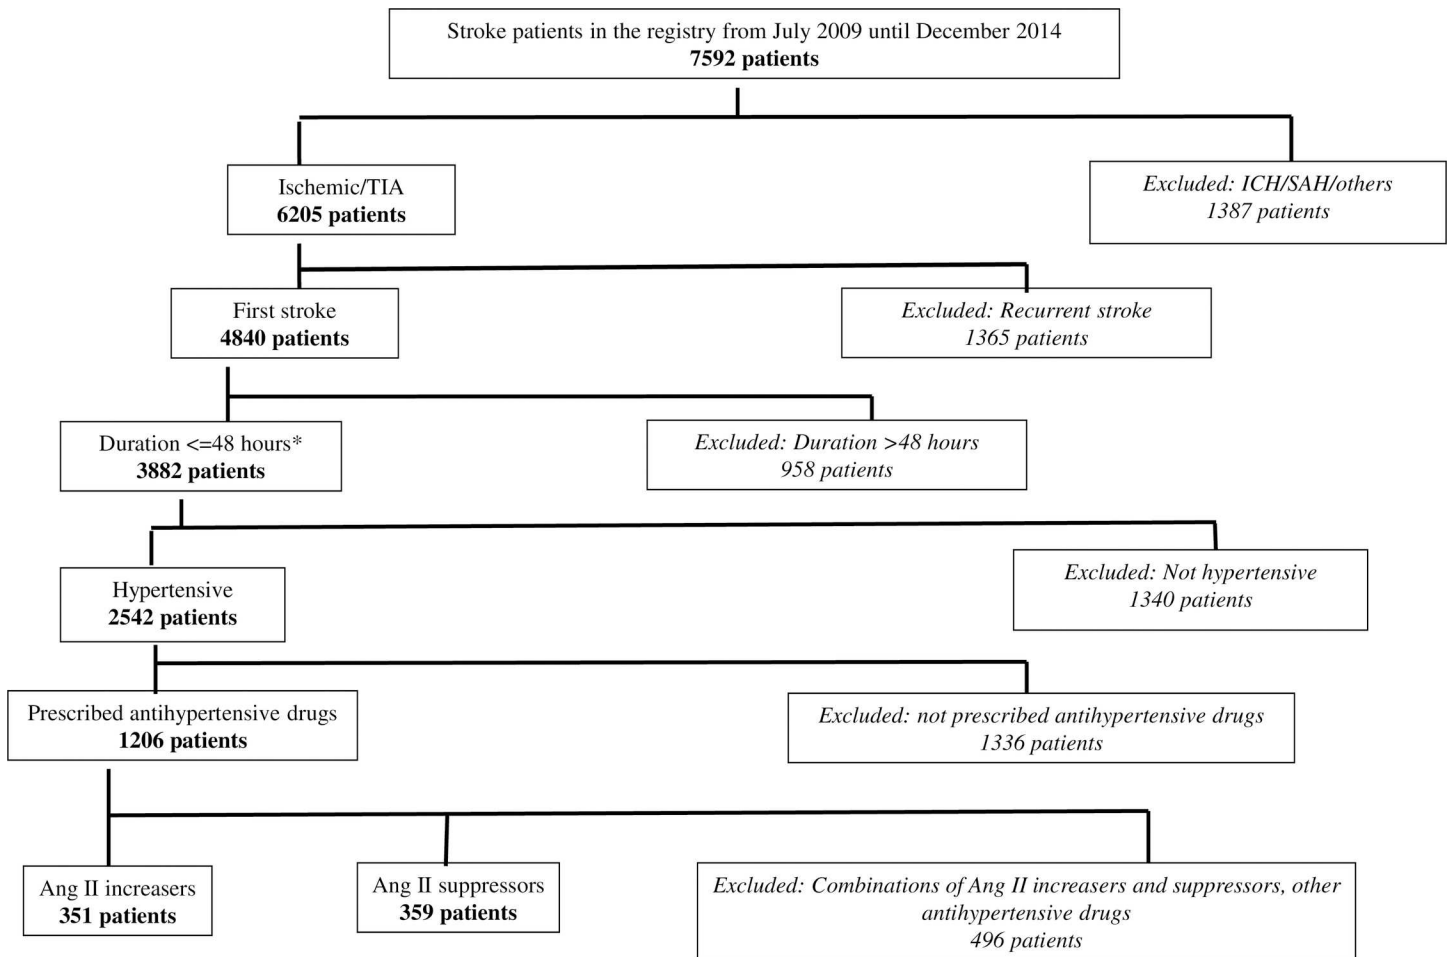 Stroke patients in the registry from July 2009 until December 2014
7592 patients
Ischemic/TIA
6205 patients
Excluded: ICH/SAH/others
1387 patients
First stroke
4840 patients
Excluded: Recurrent stroke
1365 patients
Duration <=48 hours*
3882 patients
Excluded: Duration >48 hours
958 patients
Hypertensive
2542 patients
Excluded: Not hypertensive
1340 patients
Prescribed antihypertensive drugs
1206 patients
Excluded: not prescribed antihypertensive drugs
1336 patients
Ang II increasers
351 patients
Ang II suppressors
359 patients
Excluded: Combinations of Ang II increasers and suppressors, other
antihypertensive drugs
496 patients